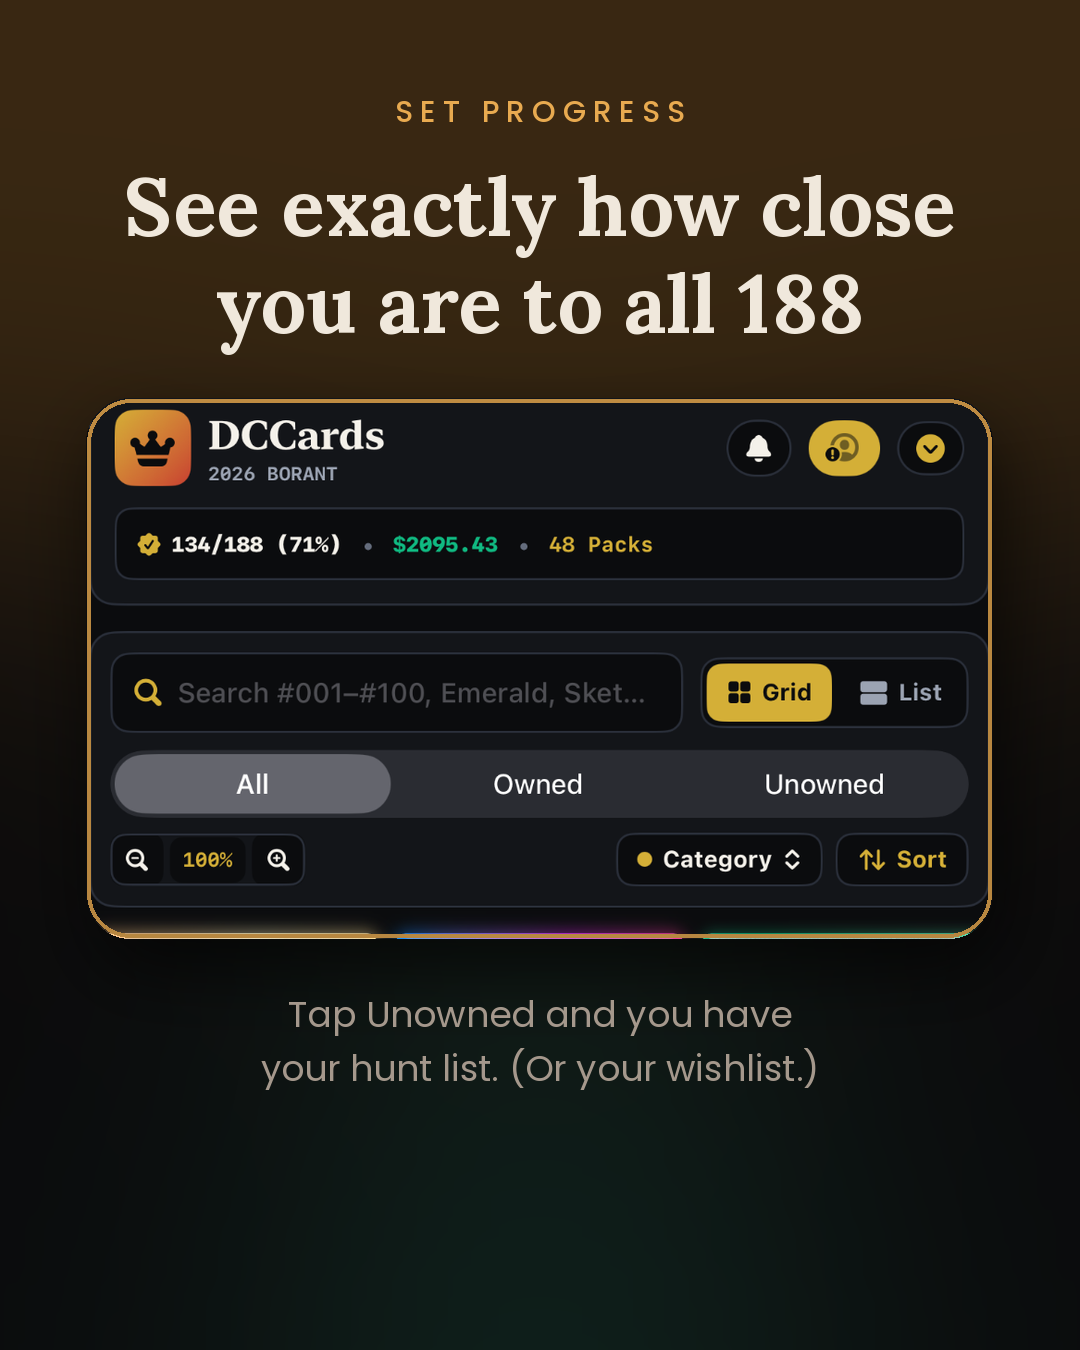 SET PROGRESS
See exactly how close
you are to all 188
DCCards
2026 BORANT
134/188 (71%) • $2095.43 • 48 Packs
Search #001–#100, Emerald, Sket...
Grid
List
All
Owned
Unowned
100%
Category
Sort
Tap Unowned and you have
your hunt list. (Or your wishlist.)